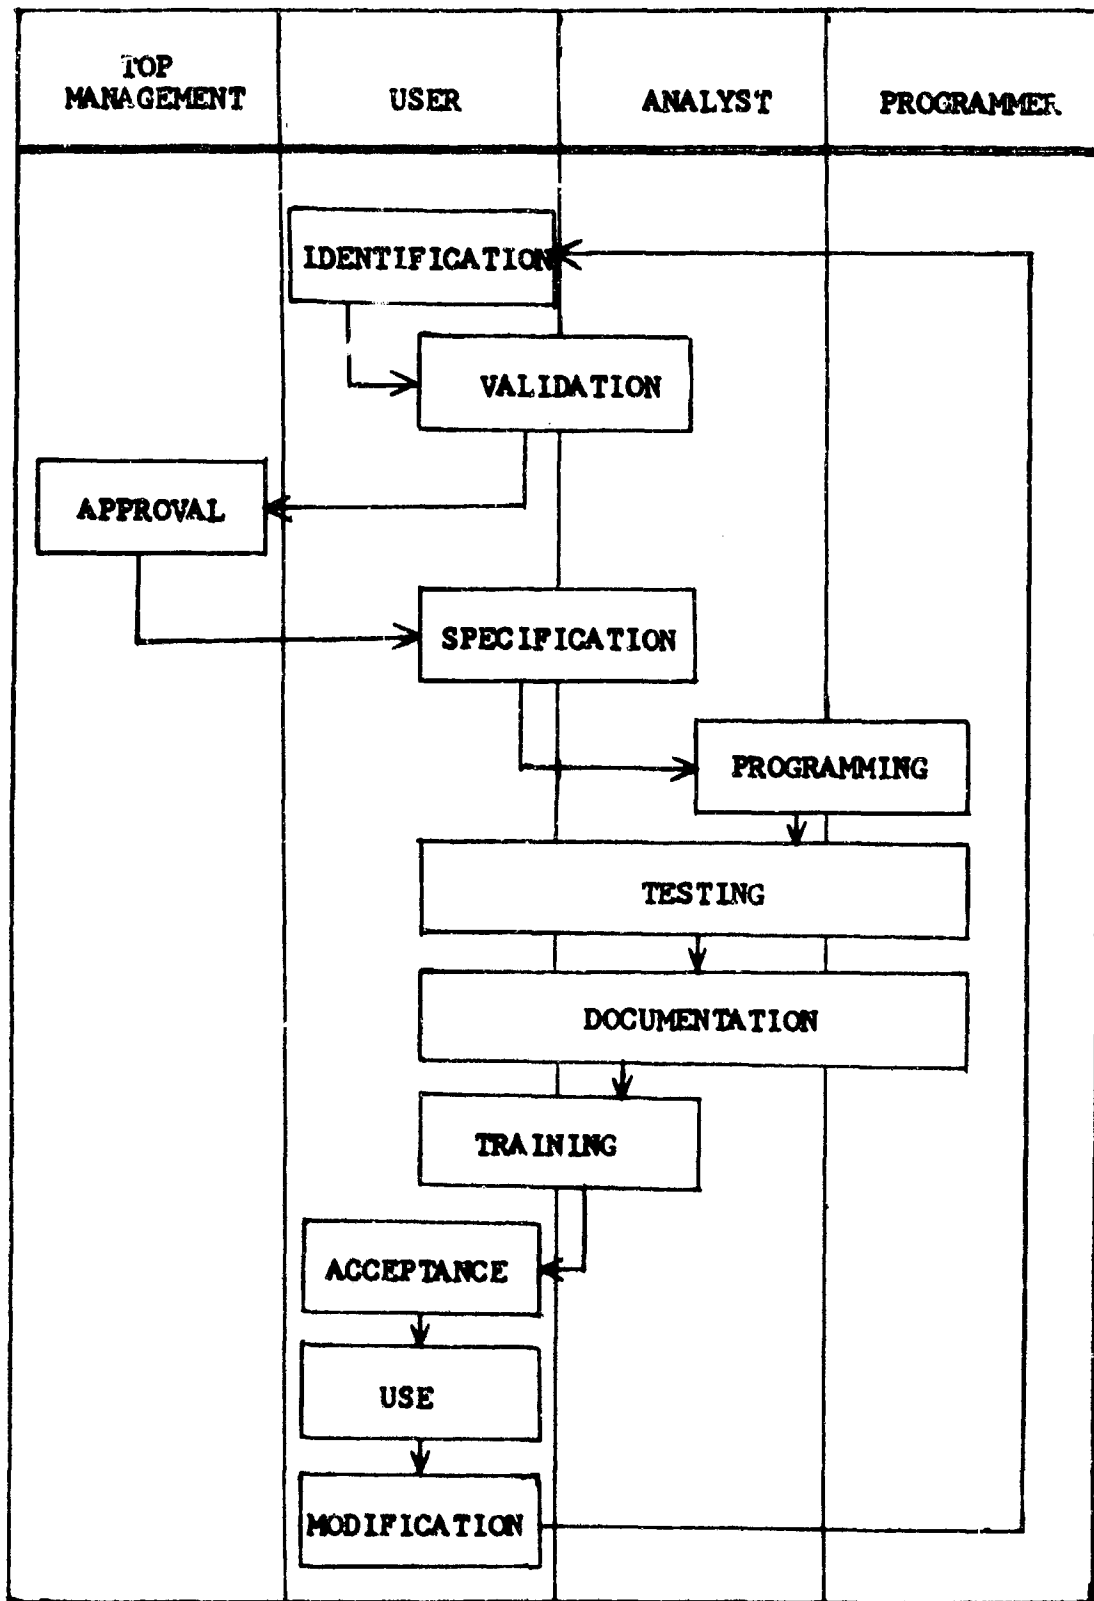 TOP
MANAGEMENT
USER
ANALYST
PROGRAMMER
IDENTIFICATION
VALIDATION
APPROVAL
SPECIFICATION
PROGRAMMING
TESTING
DOCUMENTATION
TRAINING
ACCEPTANCE
USE
MODIFICATION